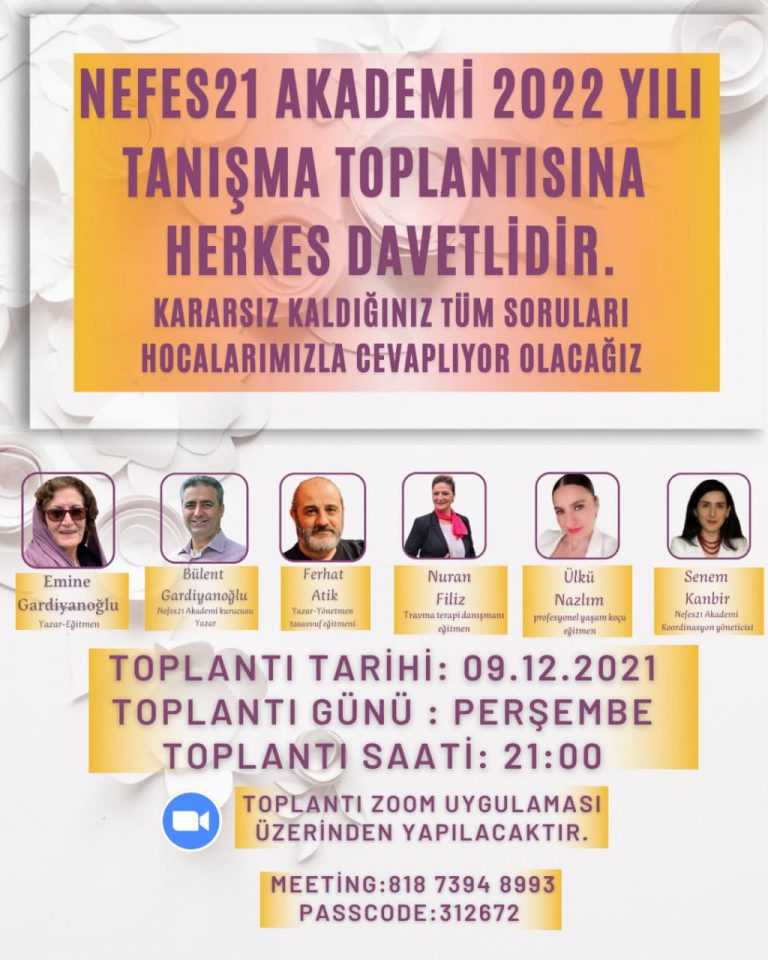 NEFES21 AKADEMİ 2022 YILI
TANIŞMA TOPLANTISINA
HERKES DAVETLİDİR.
KARARSIZ KALDIĞINIZ TÜM SORULARI
HOCALARIMIZLA CEVAPLIYOR OLACAĞIZ
Emine
Gardiyanoğlu
Yazar-Eğitmen
Bülent
Gardiyanoğlu
Nefes21 Akademi kurucusu
Yazar
Ferhat
Atik
Yazar-Yönetmen
tasavvuf eğitmeni
Nuran
Filiz
Travma terapi danışmanı
eğitmen
Ülkü
Nazlım
profesyonel yaşam koçu
eğitmen
Senem
Kanbir
Nefes21 Akademi
Koordinasyon yöneticisi
TOPLANTI TARİHİ: 09.12.2021
TOPLANTI GÜNÜ : PERŞEMBE
TOPLANTI SAATİ: 21:00
TOPLANTI ZOOM UYGULAMASI
ÜZERİNDEN YAPILACAKTIR.
MEETİNG:818 7394 8993
PASSCODE:312672